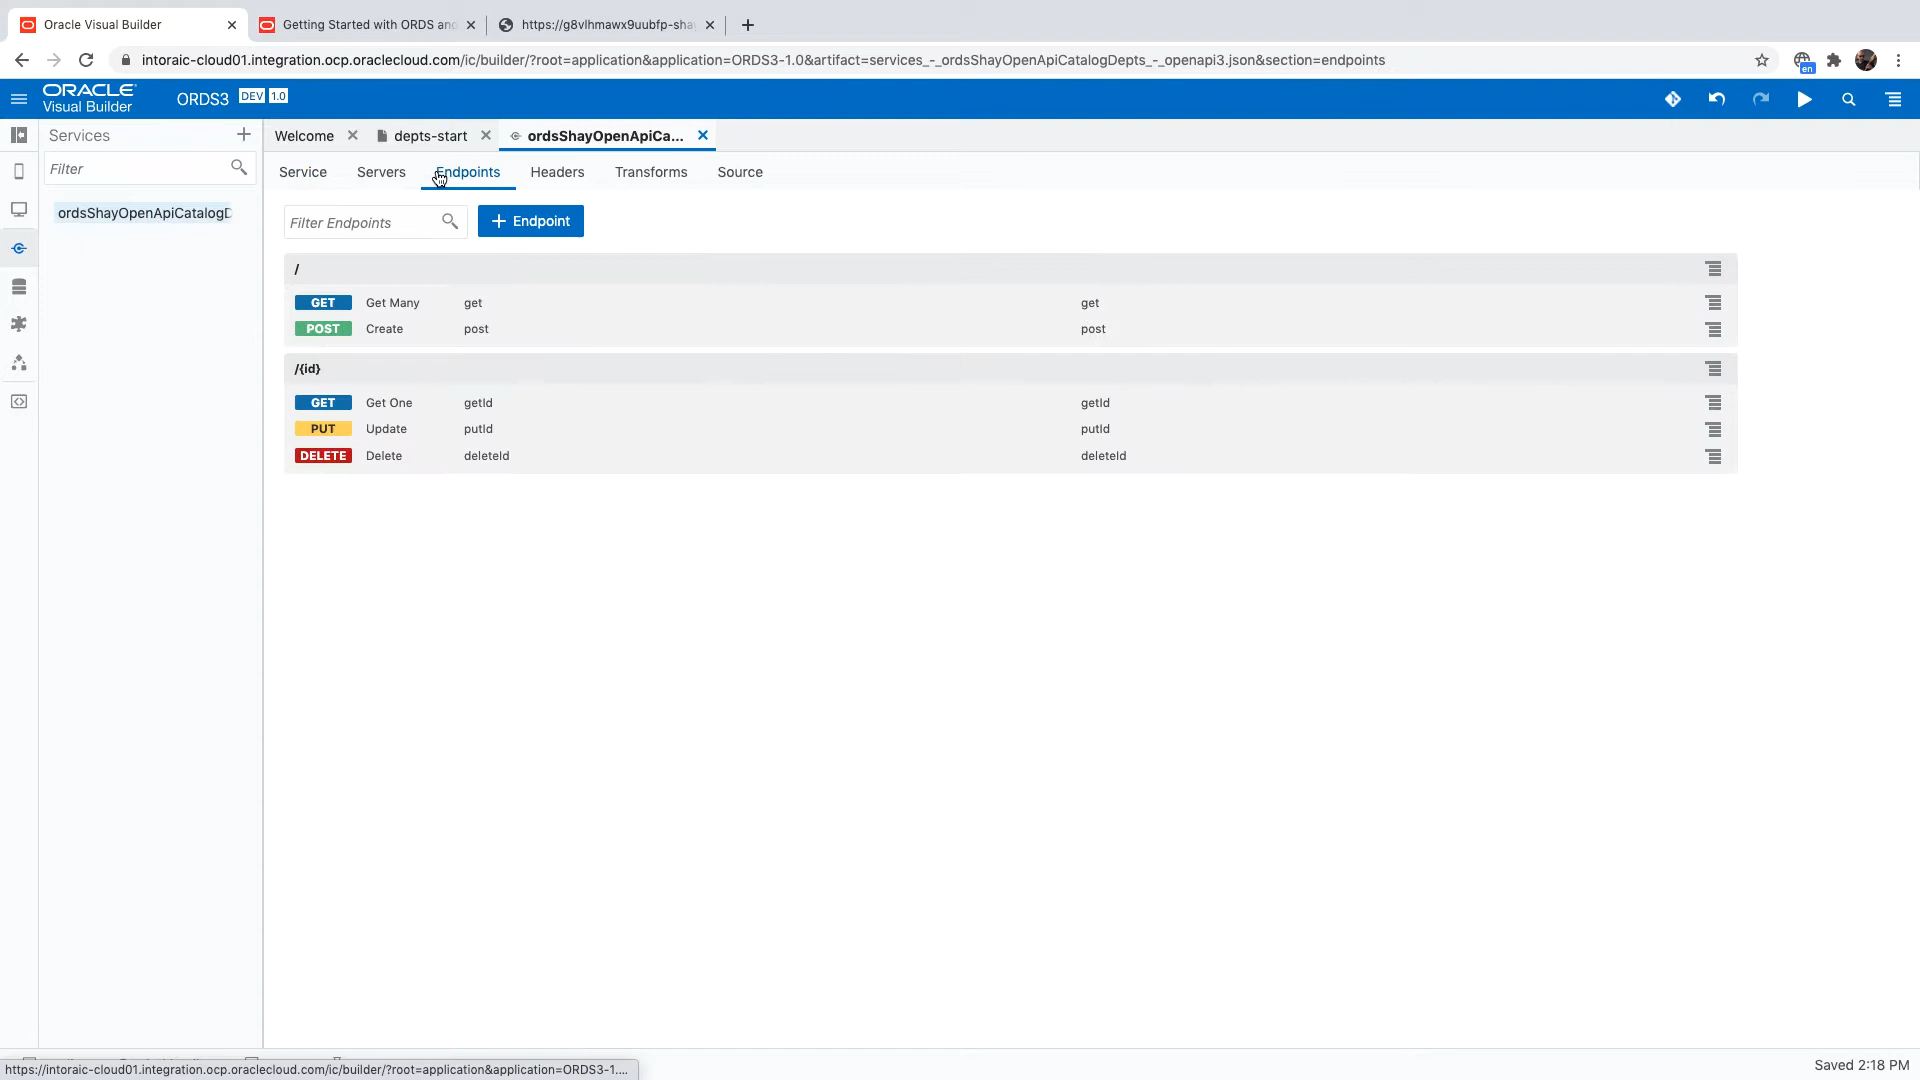 Oracle Visual Builder
Getting Started with ORDS and
https://g8vlhmawx9uubfp-sha
intoraic-cloud01.integration.ocp.oraclecloud.com/ic/builder/?root=application&application=ORDS3-1.0&artifact=services_-_ordsShayOpenApiCatalogDepts_-_openapi3.json&section=endpoints
en
ORACLE
Visual Builder
ORDS3 DEV 1.0
Services
Filter
ordsShayOpenApiCatalogD
Welcome
depts-start
ordsShayOpenApiCa...
Service
Servers
Endpoints
Headers
Transforms
Source
Filter Endpoints
+ Endpoint
/
GET Get Many get get
POST Create post post
/{id}
GET Get One getId getId
PUT Update putId putId
DELETE Delete deleteId deleteId
https://intoraic-cloud01.integration.ocp.oraclecloud.com/ic/builder/?root=application&application=ORDS3-1....
Saved 2:18 PM